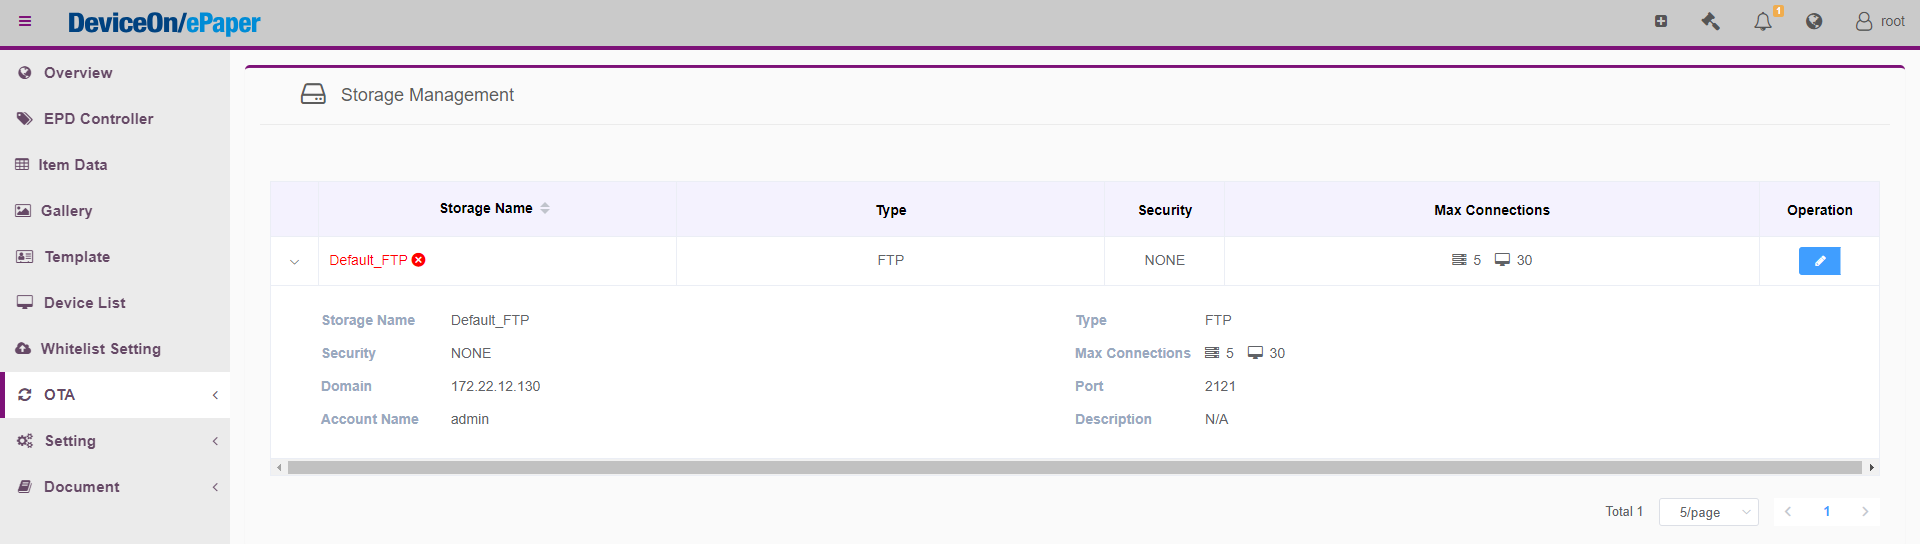 DeviceOn/ePaper
1
root
Overview
EPD Controller
Item Data
Gallery
Template
Device List
Whitelist Setting
OTA
Setting
Document
Storage Management
Storage Name Type Security Max Connections Operation
Default_FTP FTP NONE 5 30
Storage Name Default_FTP Type FTP
Security NONE Max Connections 5 30
Domain 172.22.12.130 Port 2121
Account Name admin Description N/A
Total 1 5/page 1